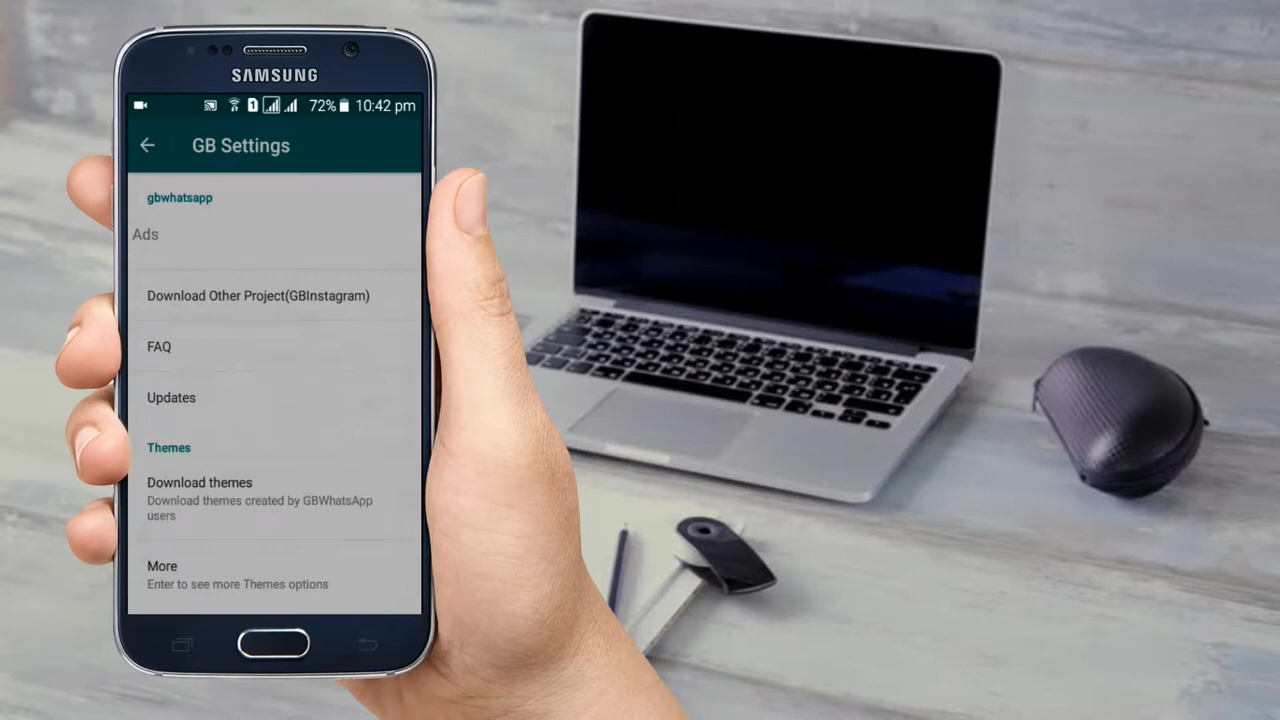 SAMSUNG
1 72% 10:42 pm
GB Settings
gbwhatsapp
Ads
Download Other Project(GBInstagram)
FAQ
Updates
Themes
Download themes
Download themes created by GBWhatsApp
users
More
Enter to see more Themes options